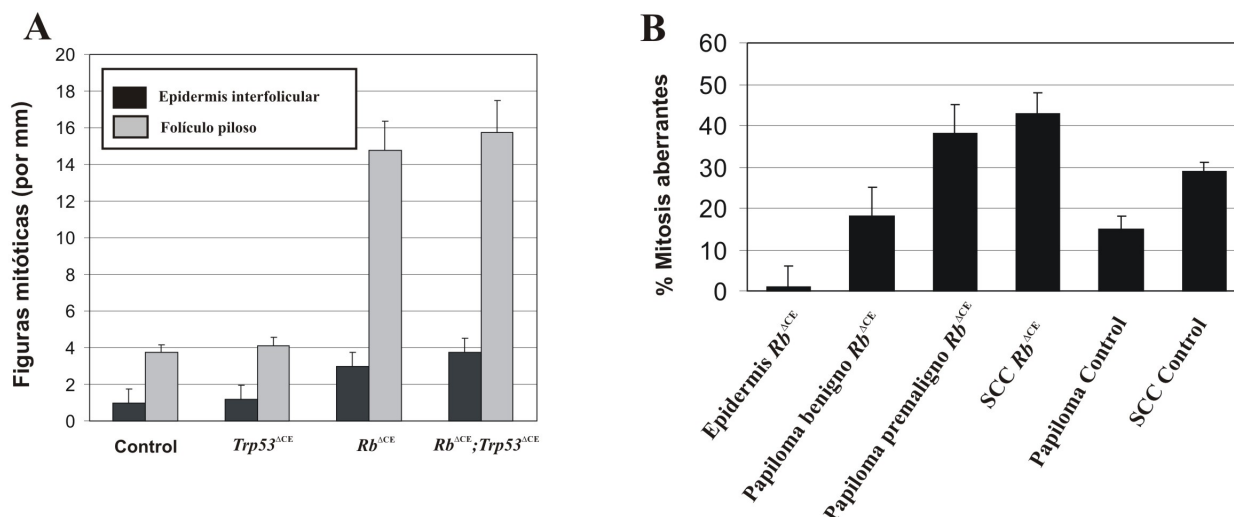 A
Figuras mitóticas (por mm)
20
18
16
14
12
10
8
6
4
2
0
Epidermis interfolicular
Folículo piloso
Control
Trp53ΔCE
RbΔCE
RbΔCE;Trp53ΔCE
B
% Mitosis aberrantes
60
50
40
30
20
10
0
Epidermis RbΔCE
Papiloma benigno RbΔCE
Papiloma premaligno RbΔCE
SCC RbΔCE
Papiloma Control
SCC Control